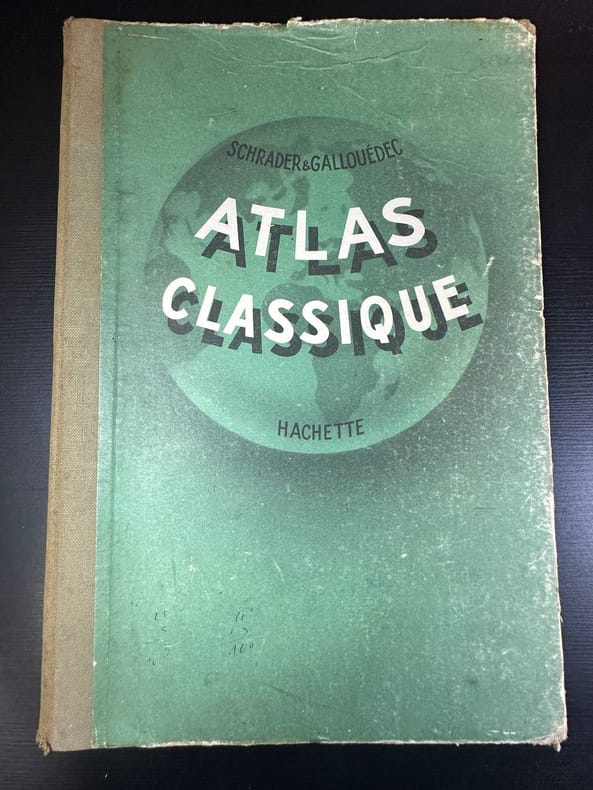 SCHRADER & GALLOUÉDEC
ATLAS
CLASSIQUE
HACHETTE